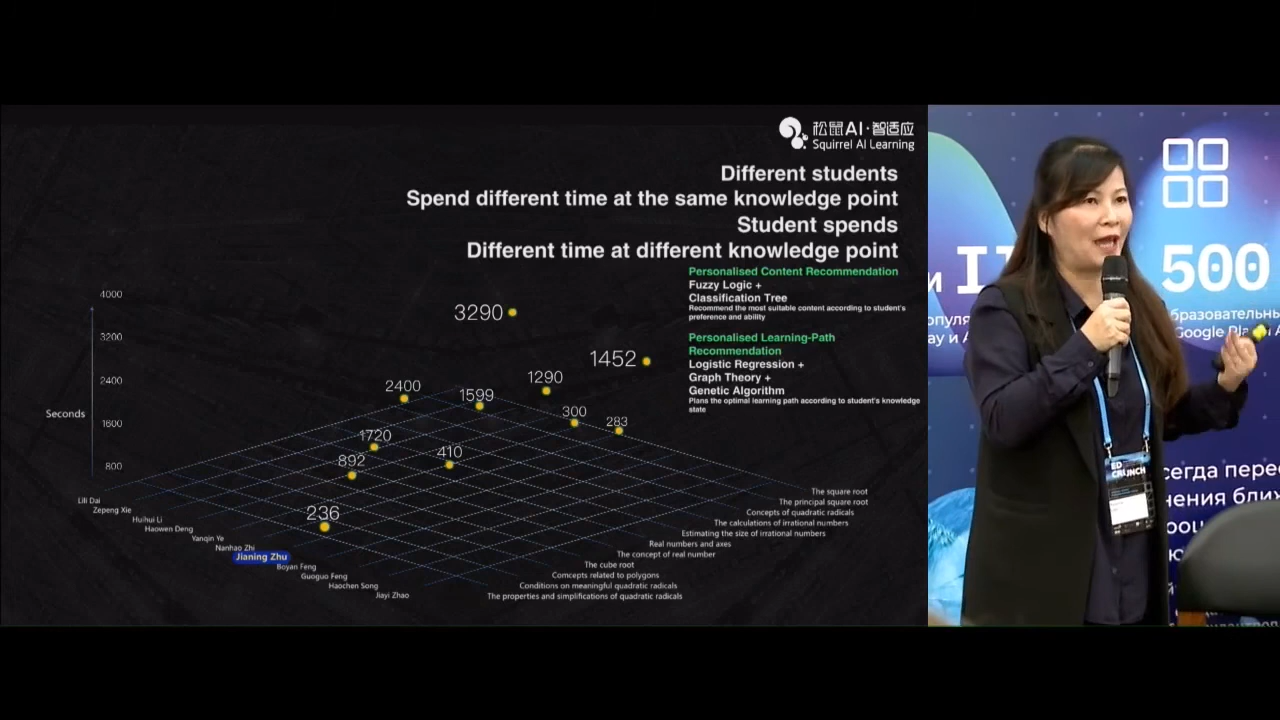 松鼠AI·智适应
Squirrel AI Learning
Different students
Spend different time at the same knowledge point
Student spends
Different time at different knowledge point
Personalised Content Recommendation
Fuzzy Logic +
Classification Tree
Recommend the most suitable content according to student's
preference and ability
Personalised Learning-Path
Recommendation
Logistic Regression +
Graph Theory +
Genetic Algorithm
Plans the optimal learning path according to student's knowledge
state
4000
3200
2400
1600
800
Seconds
3290
1452
1290
2400
1599
300
283
1720
410
892
236
Lili Dai
Zepeng Xie
Huihui Li
Haowen Deng
Yanqin Ye
Nanhao Zhi
Jianing Zhu
Boyan Feng
Guoguo Feng
Haochen Song
Jiayi Zhao
The square root
The principal square root
Concepts of quadratic radicals
The calculations of irrational numbers
Estimating the size of irrational numbers
Real numbers and axes
The concept of real number
The cube root
Comcepts related to polygons
Conditions on meaningful quadratic radicals
The properties and simplifications of quadratic radicals
500
Google Play
ED
CRUNCH